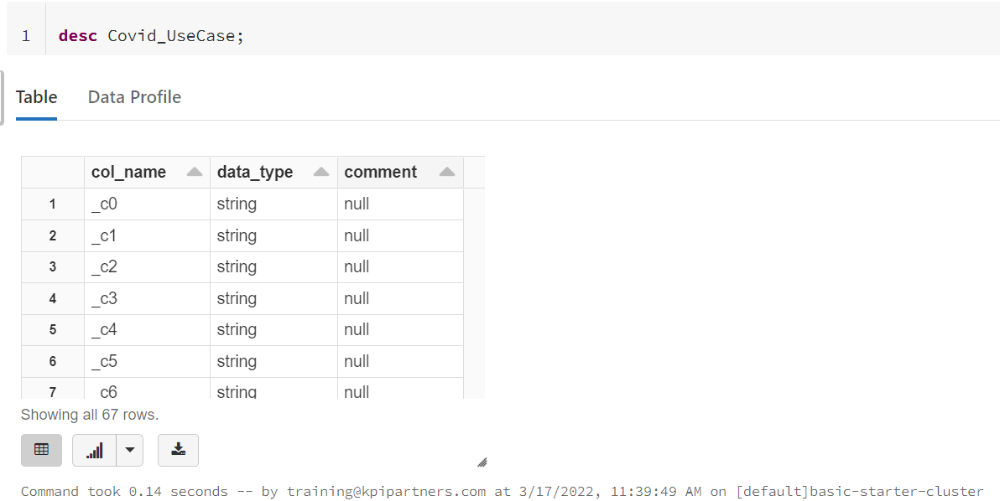 1 desc Covid_UseCase;
Table Data Profile
col_name data_type comment
1 _c0 string null
2 _c1 string null
3 _c2 string null
4 _c3 string null
5 _c4 string null
6 _c5 string null
7 _c6 string null
Showing all 67 rows.
Command took 0.14 seconds -- by training@kpipartners.com at 3/17/2022, 11:39:49 AM on [default]basic-starter-cluster